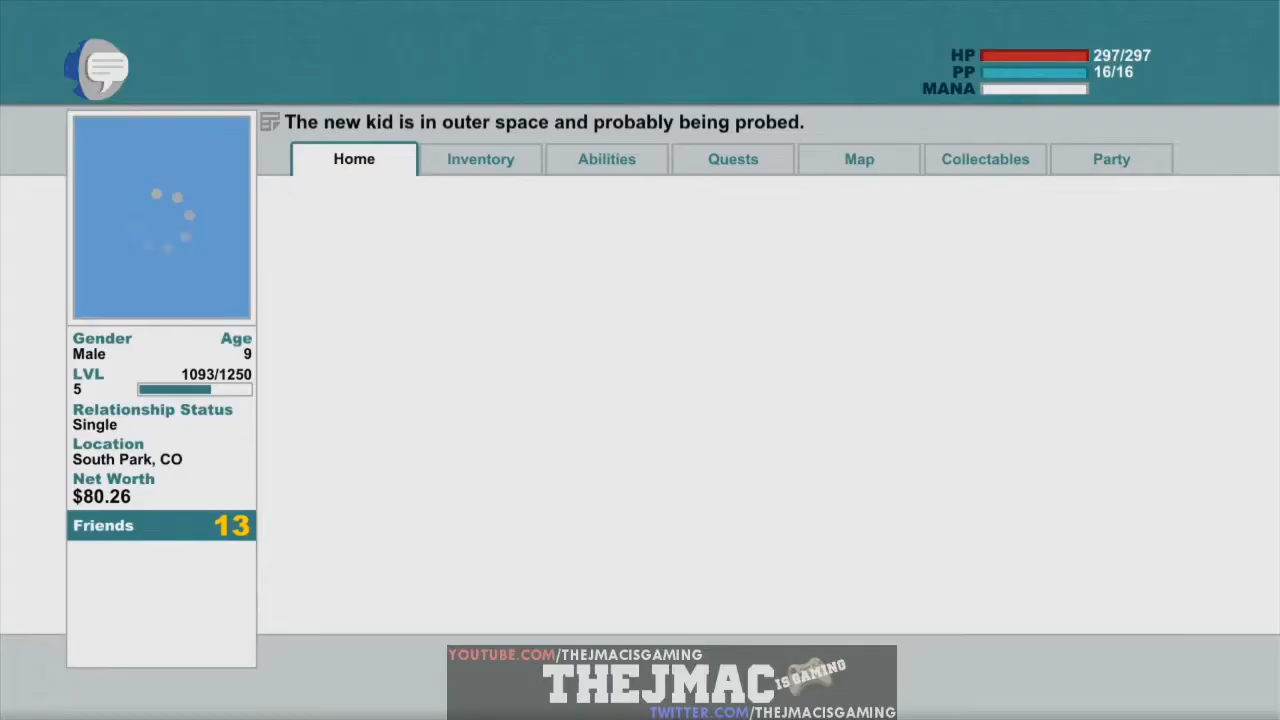 HP 297/297
PP 16/16
MANA
The new kid is in outer space and probably being probed.
Home Inventory Abilities Quests Map Collectables Party
Gender Age
Male 9
LVL 1093/1250
5
Relationship Status
Single
Location
South Park, CO
Net Worth
$80.26
Friends 13
YOUTUBE.COM/THEJMACISGAMING
THEJMAC IS GAMING
TWITTER.COM/THEJMACISGAMING